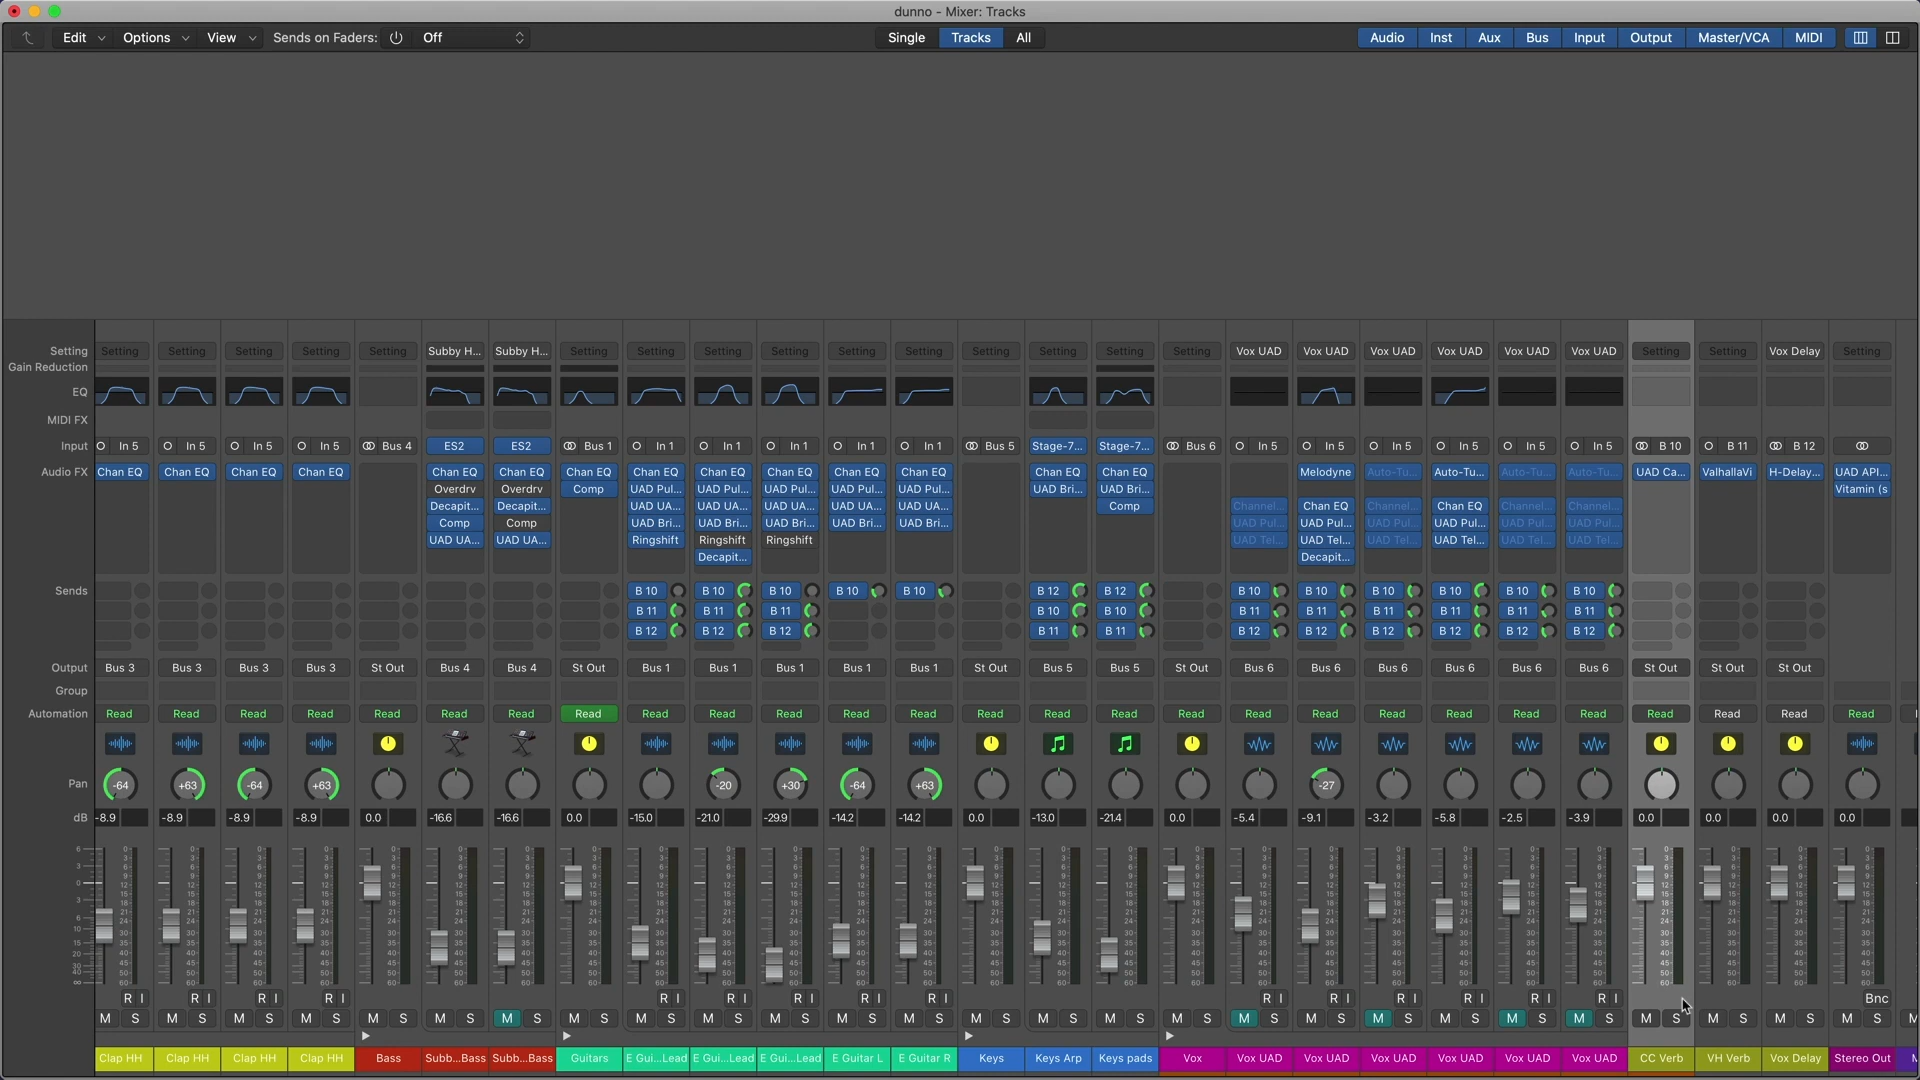 dunno - Mixer: Tracks
Edit Options View Sends on Faders: Off Single Tracks All Audio Inst Aux Bus Input Output Master/VCA MIDI
Setting Setting Setting Setting Setting Setting Subby H... Subby H... Setting Setting Setting Setting Setting Setting Setting Setting Setting Setting Vox UAD Vox UAD Vox UAD Vox UAD Vox UAD Vox UAD Setting Setting Vox Delay Setting
Gain Reduction
EQ
MIDI FX
Input In 5 In 5 In 5 In 5 Bus 4 ES2 ES2 Bus 1 In 1 In 1 In 1 In 1 In 1 Bus 5 Stage-7... Stage-7... Bus 6 In 5 In 5 In 5 In 5 In 5 In 5 B 10 B 11 B 12
Audio FX Chan EQ Chan EQ Chan EQ Chan EQ Chan EQ Chan EQ Chan EQ Chan EQ Chan EQ Chan EQ Chan EQ Chan EQ Chan EQ Chan EQ Melodyne Auto-Tu... Auto-Tu... Auto-Tu... Auto-Tu... UAD Ca... ValhallaVi H-Delay... UAD API...
Overdrv Overdrv Comp UAD Pul... UAD Pul... UAD Pul... UAD Pul... UAD Pul... UAD Bri... UAD Bri... Vitamin (s
Decapit... Decapit... UAD UA... UAD UA... UAD UA... UAD UA... UAD UA... Comp Channel... Chan EQ Channel... Chan EQ Channel... Channel...
Comp Comp UAD Bri... UAD Bri... UAD Bri... UAD Bri... UAD Bri... UAD Pul... UAD Pul... UAD Pul... UAD Pul... UAD Pul... UAD Pul...
UAD UA... UAD UA... Ringshift Ringshift Ringshift UAD Tel... UAD Tel... UAD Tel... UAD Tel... UAD Tel... UAD Tel...
Decapit... Decapit...
Sends B 10 B 10 B 10 B 10 B 10 B 12 B 12 B 10 B 10 B 10 B 10 B 10 B 10
B 11 B 11 B 11 B 10 B 10 B 11 B 11 B 11 B 11 B 11 B 11
B 12 B 12 B 12 B 11 B 11 B 12 B 12 B 12 B 12 B 12 B 12
Output Bus 3 Bus 3 Bus 3 Bus 3 St Out Bus 4 Bus 4 St Out Bus 1 Bus 1 Bus 1 Bus 1 Bus 1 St Out Bus 5 Bus 5 St Out Bus 6 Bus 6 Bus 6 Bus 6 Bus 6 Bus 6 St Out St Out St Out
Group
Automation Read Read Read Read Read Read Read Read Read Read Read Read Read Read Read Read Read Read Read Read Read Read Read Read Read Read Read
Pan -64 +63 -64 +63 -20 +30 -64 +63 -27
dB -8.9 -8.9 -8.9 -8.9 0.0 -16.6 -16.6 0.0 -15.0 -21.0 -29.9 -14.2 -14.2 0.0 -13.0 -21.4 0.0 -5.4 -9.1 -3.2 -5.8 -2.5 -3.9 0.0 0.0 0.0 0.0
R I R I R I R I R I R I R I R I R I R I R I R I R I R I R I Bnc
M S M S M S M S M S M S M S M S M S M S M S M S M S M S M S M S M S M S M S M S M S M S M S M S M S M S M
Clap HH Clap HH Clap HH Clap HH Bass Subb...Bass Subb...Bass Guitars E Gui...Lead E Gui...Lead E Gui...Lead E Guitar L E Guitar R Keys Keys Arp Keys pads Vox Vox UAD Vox UAD Vox UAD Vox UAD Vox UAD Vox UAD CC Verb VH Verb Vox Delay Stereo Out